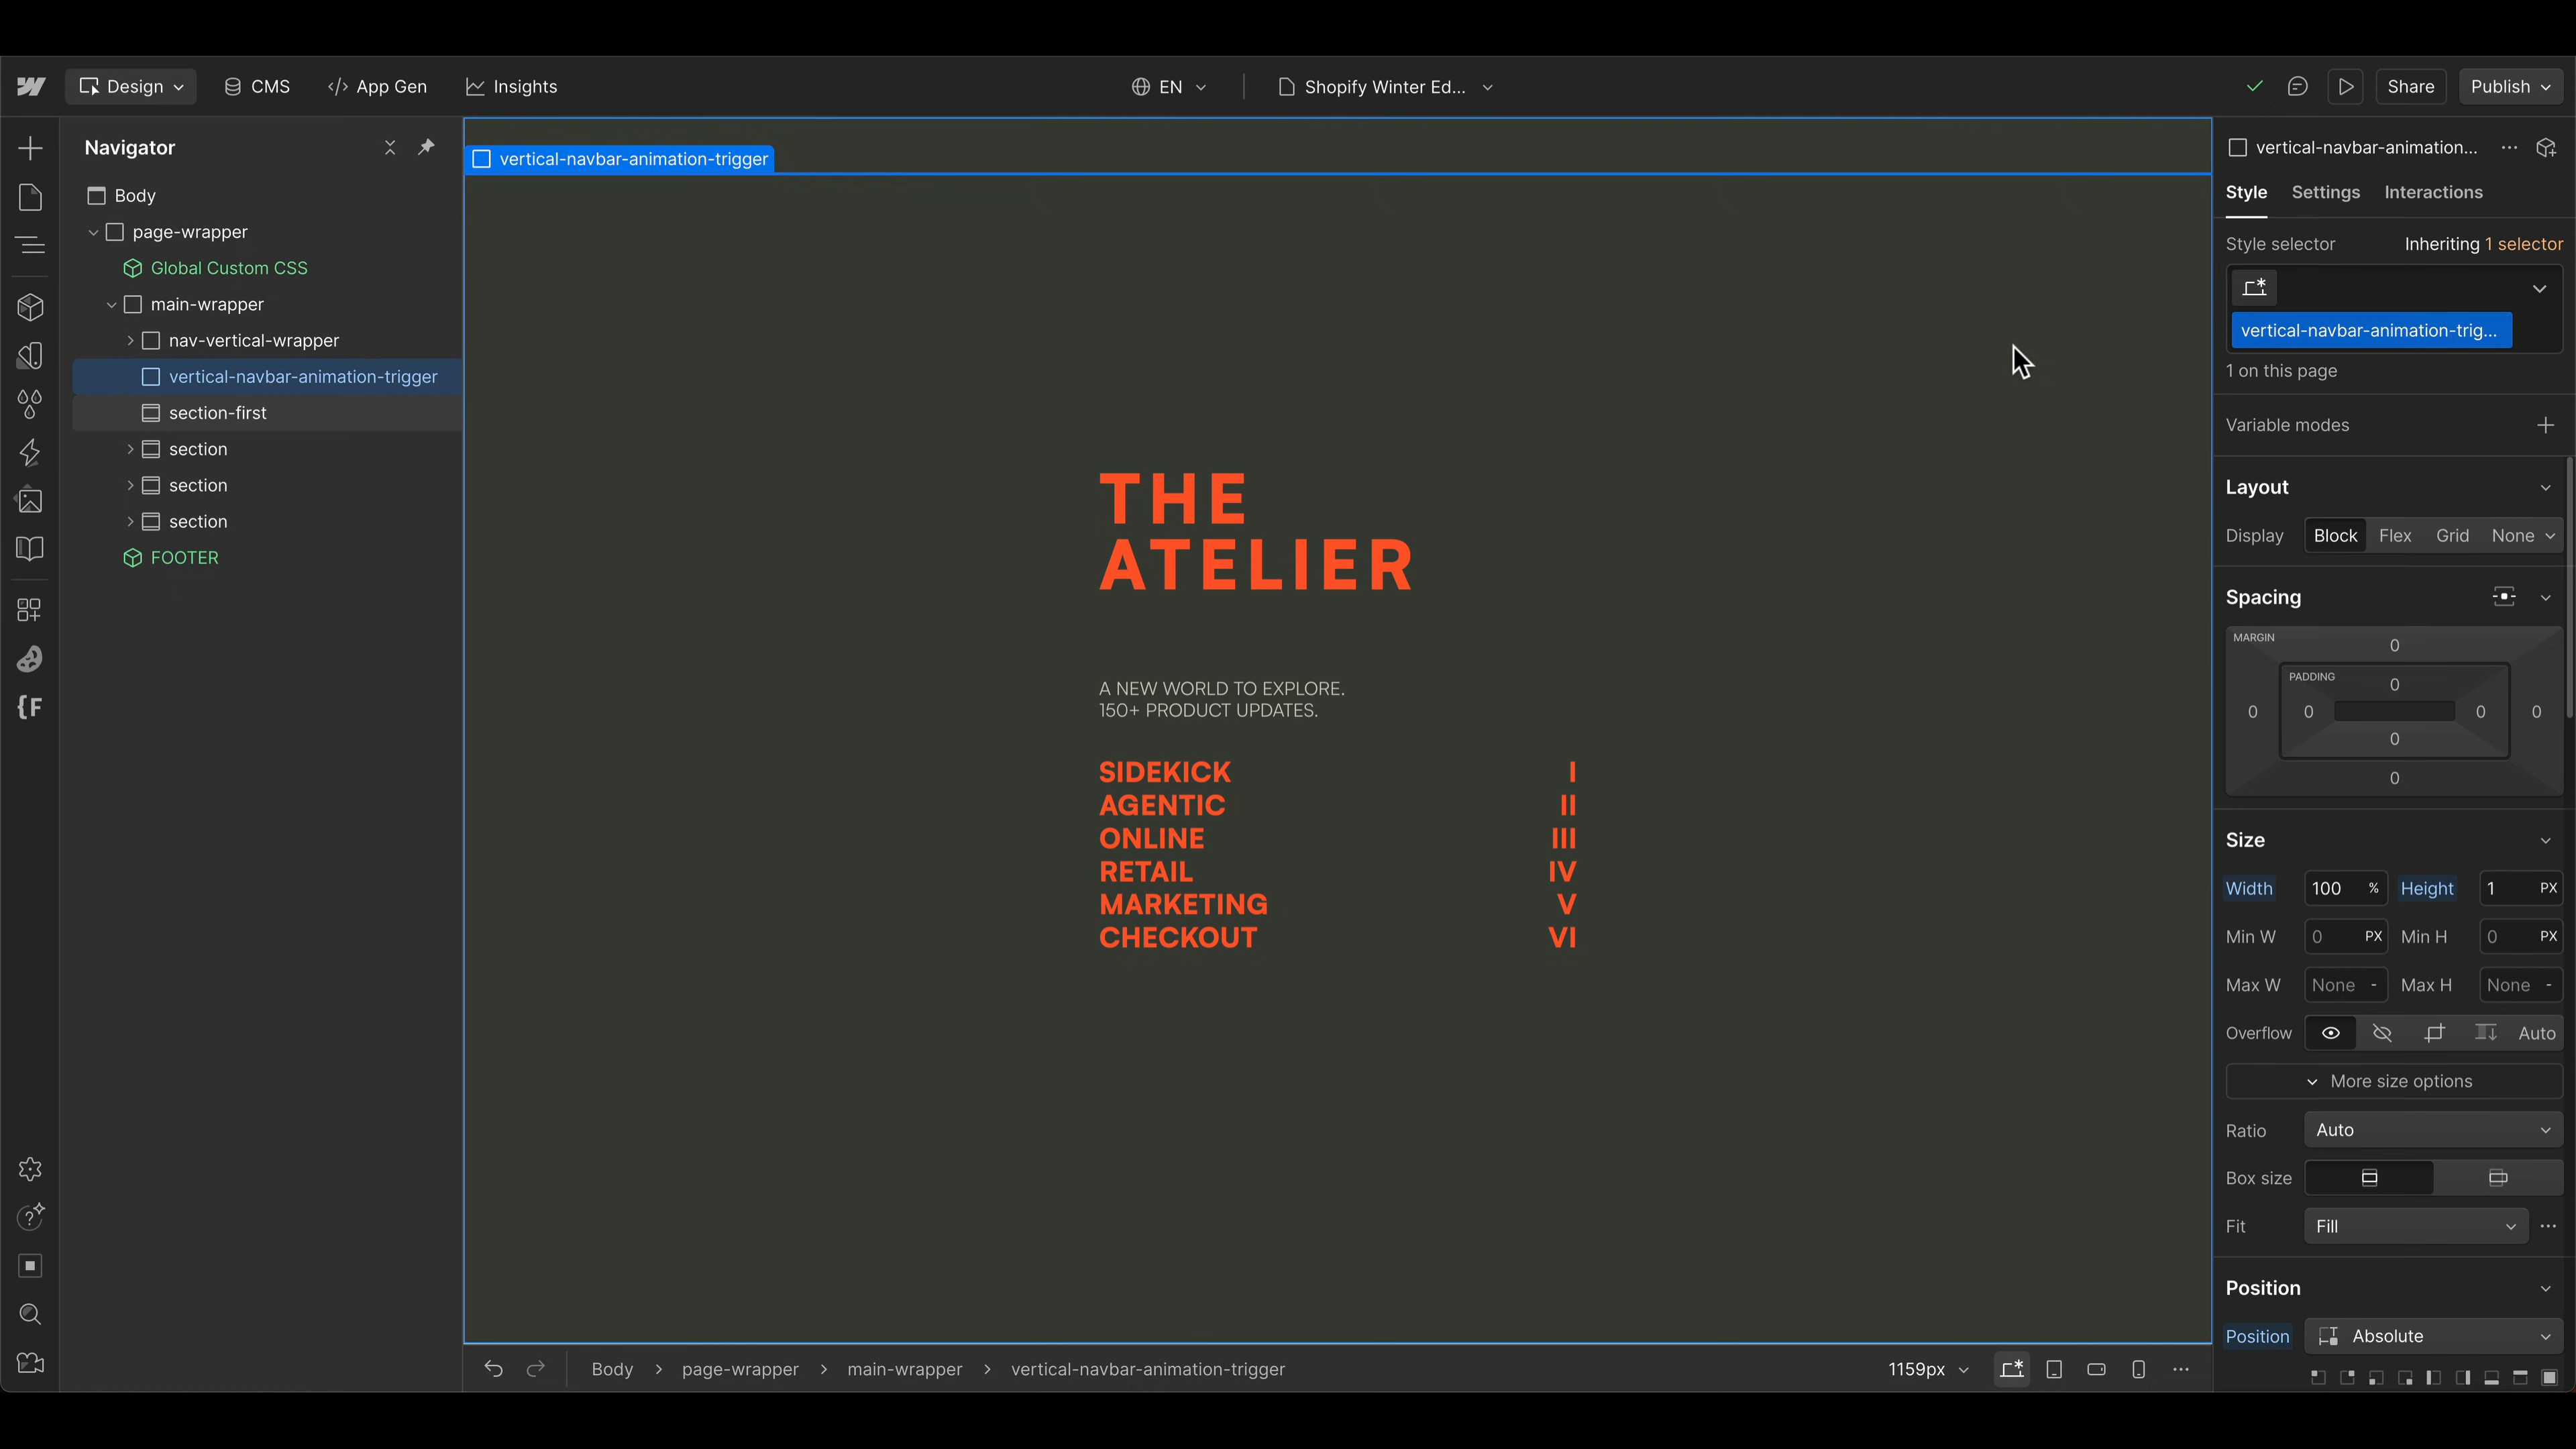 Design
CMS
</> App Gen
Insights
EN
Shopify Winter Ed...
Share
Publish
Navigator
Body
page-wrapper
Global Custom CSS
main-wrapper
nav-vertical-wrapper
vertical-navbar-animation-trigger
section-first
section
section
section
FOOTER
{F
vertical-navbar-animation-trigger
THE
ATELIER
A NEW WORLD TO EXPLORE.
150+ PRODUCT UPDATES.
SIDEKICK I
AGENTIC II
ONLINE III
RETAIL IV
MARKETING V
CHECKOUT VI
Body > page-wrapper > main-wrapper > vertical-navbar-animation-trigger
1159px
vertical-navbar-animation...
Style Settings Interactions
Style selector Inheriting 1 selector
vertical-navbar-animation-trig...
1 on this page
Variable modes
Layout
Display Block Flex Grid None
Spacing
MARGIN
0
PADDING
0
0 0 0 0
0
0
Size
Width 100 % Height 1 PX
Min W 0 PX Min H 0 PX
Max W None - Max H None -
Overflow Auto
More size options
Ratio Auto
Box size
Fit Fill
Position
Position Absolute